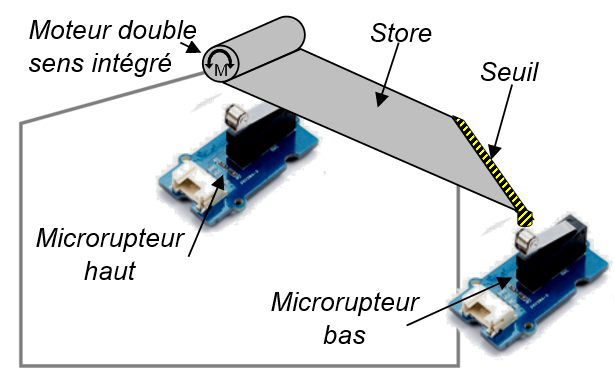 Moteur double
sens intégré
M
Store
Seuil
Microrupteur
haut
Microrupteur
bas